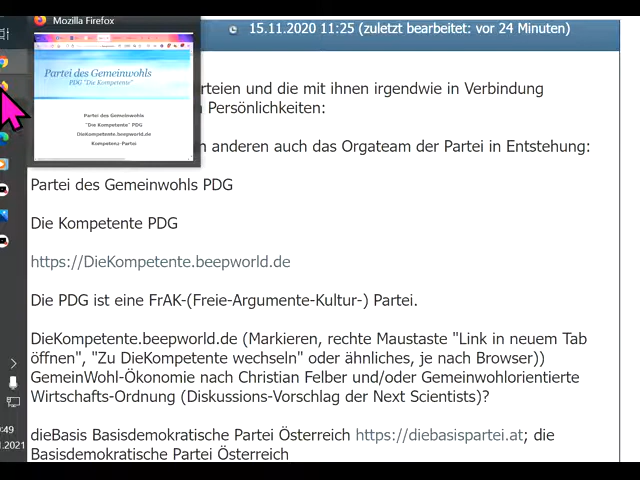 Mozilla Firefox
Partei des Gemeinwohls
PDG "Die Kompetente"
Partei des Gemeinwohls
"Die Kompetente" PDG
DieKompetente.beepworld.de
Kompetenz-Partei
15.11.2020 11:25 (zuletzt bearbeitet: vor 24 Minuten)
rteien und die mit ihnen irgendwie in Verbindung
n Persönlichkeiten:
n anderen auch das Orgateam der Partei in Entstehung:
Partei des Gemeinwohls PDG
Die Kompetente PDG
https://DieKompetente.beepworld.de
Die PDG ist eine FrAK-(Freie-Argumente-Kultur-) Partei.
DieKompetente.beepworld.de (Markieren, rechte Maustaste "Link in neuem Tab
öffnen", "Zu DieKompetente wechseln" oder ähnliches, je nach Browser))
GemeinWohl-Ökonomie nach Christian Felber und/oder Gemeinwohlorientierte
Wirtschafts-Ordnung (Diskussions-Vorschlag der Next Scientists)?
dieBasis Basisdemokratische Partei Österreich https://diebasispartei.at; die
Basisdemokratische Partei Österreich
:49
.2021